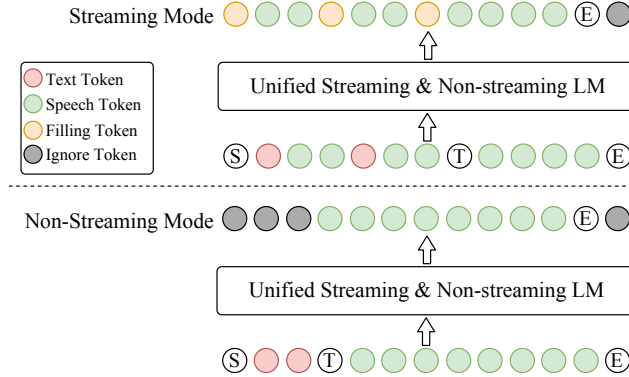 Streaming Mode
E
Unified Streaming & Non-streaming LM
Text Token
Speech Token
Filling Token
Ignore Token
S T E
Non-Streaming Mode
E
Unified Streaming & Non-streaming LM
S T E